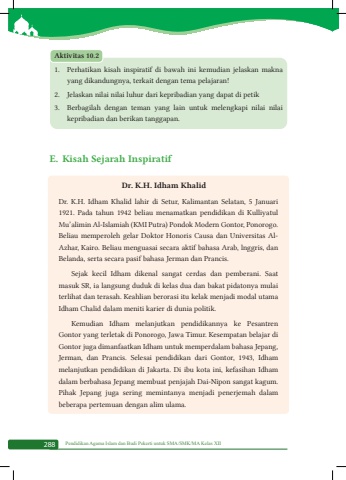 Aktivitas 10.2
1. Perhatikan kisah inspiratif di bawah ini kemudian jelaskan makna
yang dikandungnya, terkait dengan tema pelajaran!
2. Jelaskan nilai nilai luhur dari kepribadian yang dapat di petik
3. Berbagilah dengan teman yang lain untuk melengkapi nilai nilai
kepribadian dan berikan tanggapan.
E. Kisah Sejarah Inspiratif
Dr. K.H. Idham Khalid
Dr. K.H. Idham Khalid lahir di Setur, Kalimantan Selatan, 5 Januari
1921. Pada tahun 1942 beliau menamatkan pendidikan di Kulliyatul
Mu'alimin Al-Islamiah (KMI Putra) Pondok Modern Gontor, Ponorogo.
Beliau memperoleh gelar Doktor Honoris Causa dan Universitas Al-
Azhar, Kairo. Beliau menguasai secara aktif bahasa Arab, Inggris, dan
Belanda, serta secara pasif bahasa Jerman dan Prancis.
Sejak kecil Idham dikenal sangat cerdas dan pemberani. Saat
masuk SR, ia langsung duduk di kelas dua dan bakat pidatonya mulai
terlihat dan terasah. Keahlian berorasi itu kelak menjadi modal utama
Idham Chalid dalam meniti karier di dunia politik.
Kemudian Idham melanjutkan pendidikannya ke Pesantren
Gontor yang terletak di Ponorogo, Jawa Timur. Kesempatan belajar di
Gontor juga dimanfaatkan Idham untuk memperdalam bahasa Jepang,
Jerman, dan Prancis. Selesai pendidikan dari Gontor, 1943, Idham
melanjutkan pendidikan di Jakarta. Di ibu kota ini, kefasihan Idham
dalam berbahasa Jepang membuat penjajah Dai-Nipon sangat kagum.
Pihak Jepang juga sering memintanya menjadi penerjemah dalam
beberapa pertemuan dengan alim ulama.
288 Pendidikan Agama Islam dan Budi Pekerti untuk SMA/SMK/MA Kelas XII